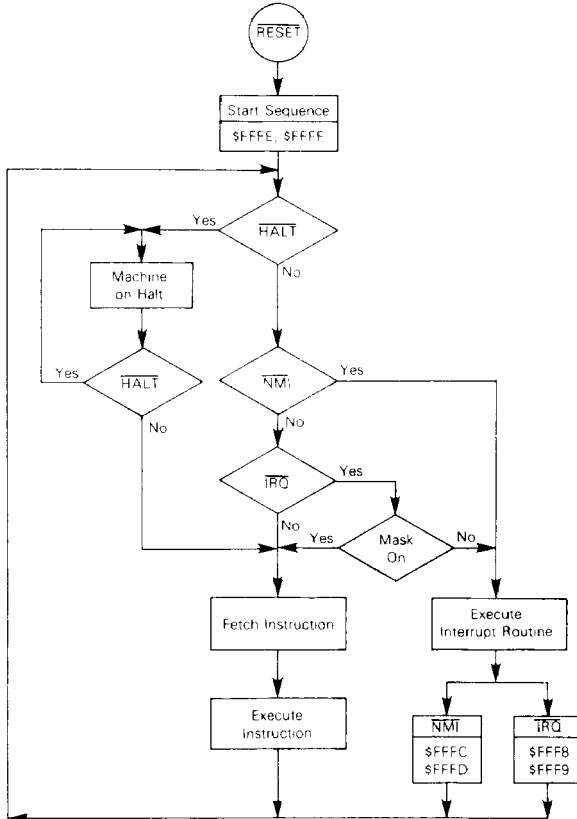 RESET
Start Sequence
$FFFE, $FFFF
Yes
HALT
No
Machine
on Halt
Yes
HALT
No
NMI
Yes
No
IRQ
Yes
No
Yes
Mask
On
No
Fetch Instruction
Execute
Interrupt Routine
Execute
Instruction
NMI
$FFFC
$FFFD
IRQ
$FFF8
$FFF9